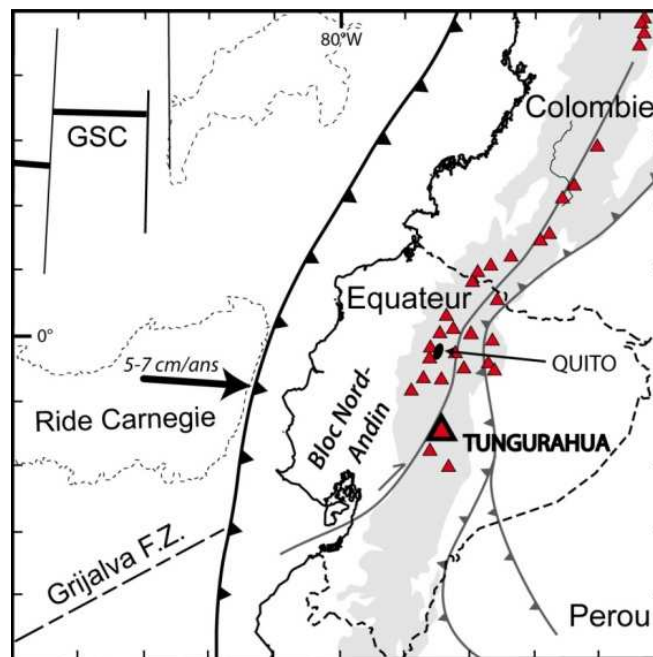 80°W
Colombie
GSC
Equateur
0°
5-7 cm/ans
QUITO
Ride Carnegie
Bloc Nord-
Andin
TUNGURAHUA
Grijalva F.Z.
Perou